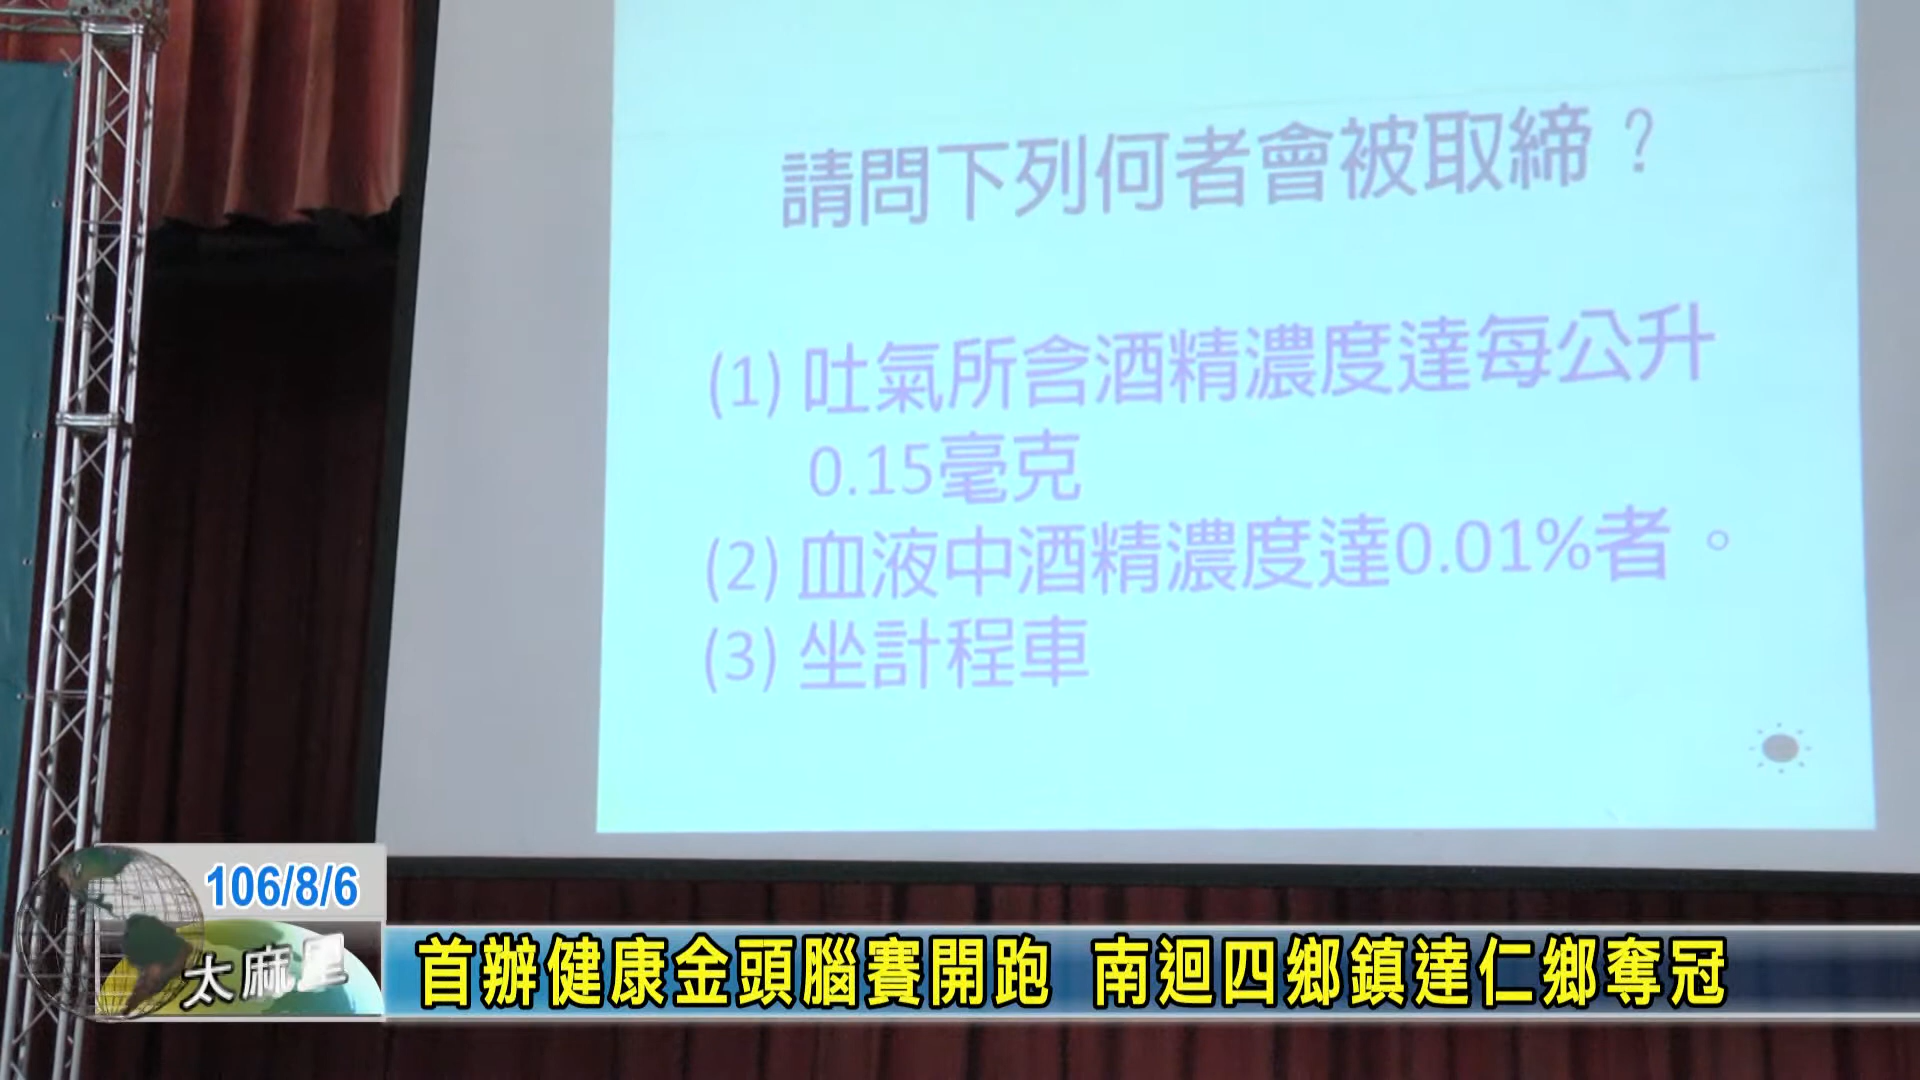 請問下列何者會被取締？
(1) 吐氣所含酒精濃度達每公升
0.15毫克
(2) 血液中酒精濃度達0.01%者。
(3) 坐計程車
106/8/6
太麻里
首辦健康金頭腦賽開跑 南迴四鄉鎮達仁鄉奪冠